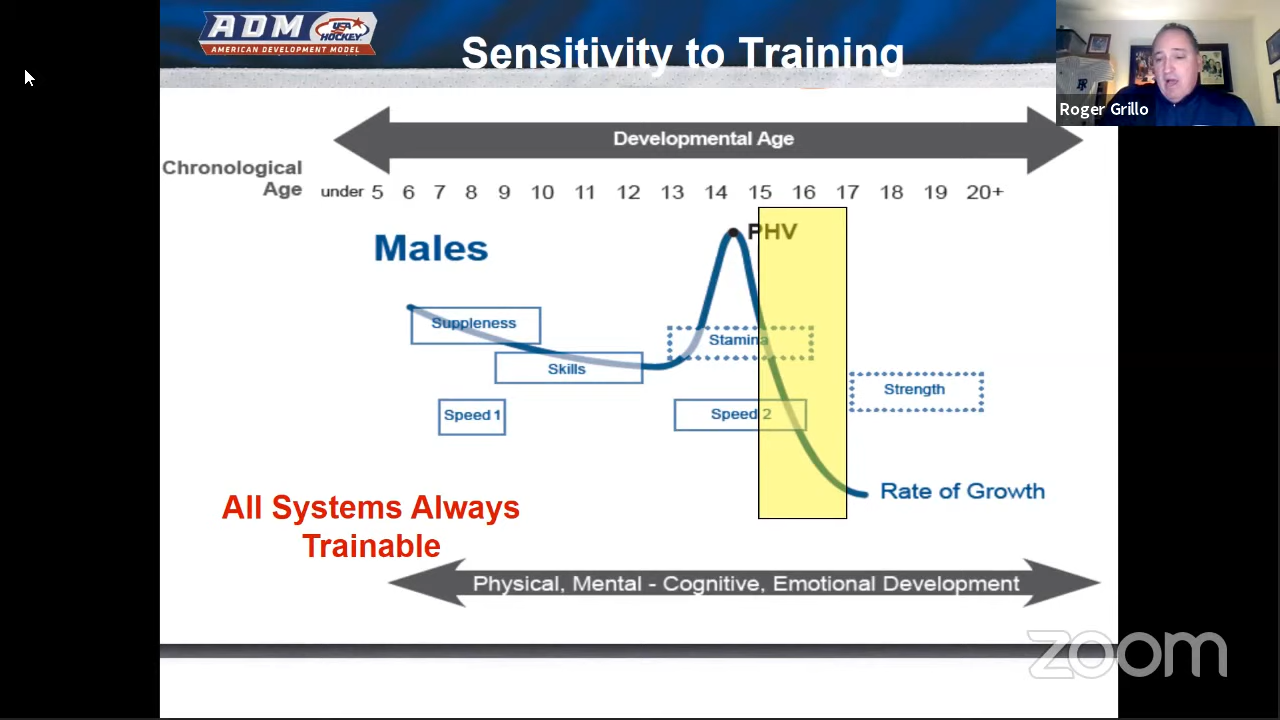 ADM
USA
HOCKEY
AMERICAN DEVELOPMENT MODEL
Sensitivity to Training
Roger Grillo
Developmental Age
Chronological
Age
under 5 6 7 8 9 10 11 12 13 14 15 16 17 18 19 20+
Males
PHV
Suppleness
Stamina
Skills
Strength
Speed 1
Speed 2
Rate of Growth
All Systems Always
Trainable
Physical, Mental - Cognitive, Emotional Development
zoom